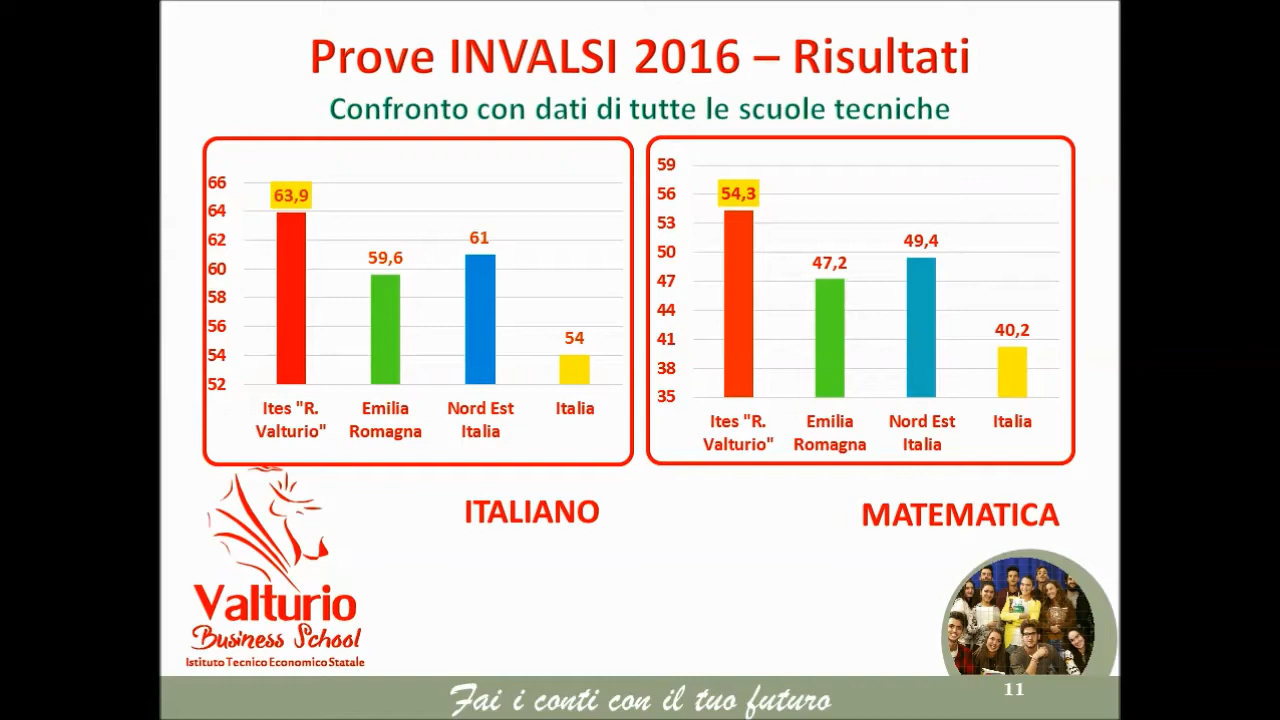 Prove INVALSI 2016 – Risultati
Confronto con dati di tutte le scuole tecniche
66
64
62
60
58
56
54
52
63,9
59,6
61
54
Ites "R. Valturio"
Emilia Romagna
Nord Est Italia
Italia
59
56
53
50
47
44
41
38
35
54,3
47,2
49,4
40,2
Ites "R. Valturio"
Emilia Romagna
Nord Est Italia
Italia
ITALIANO
MATEMATICA
Valturio
Business School
Istituto Tecnico Economico Statale
Fai i conti con il tuo futuro
11